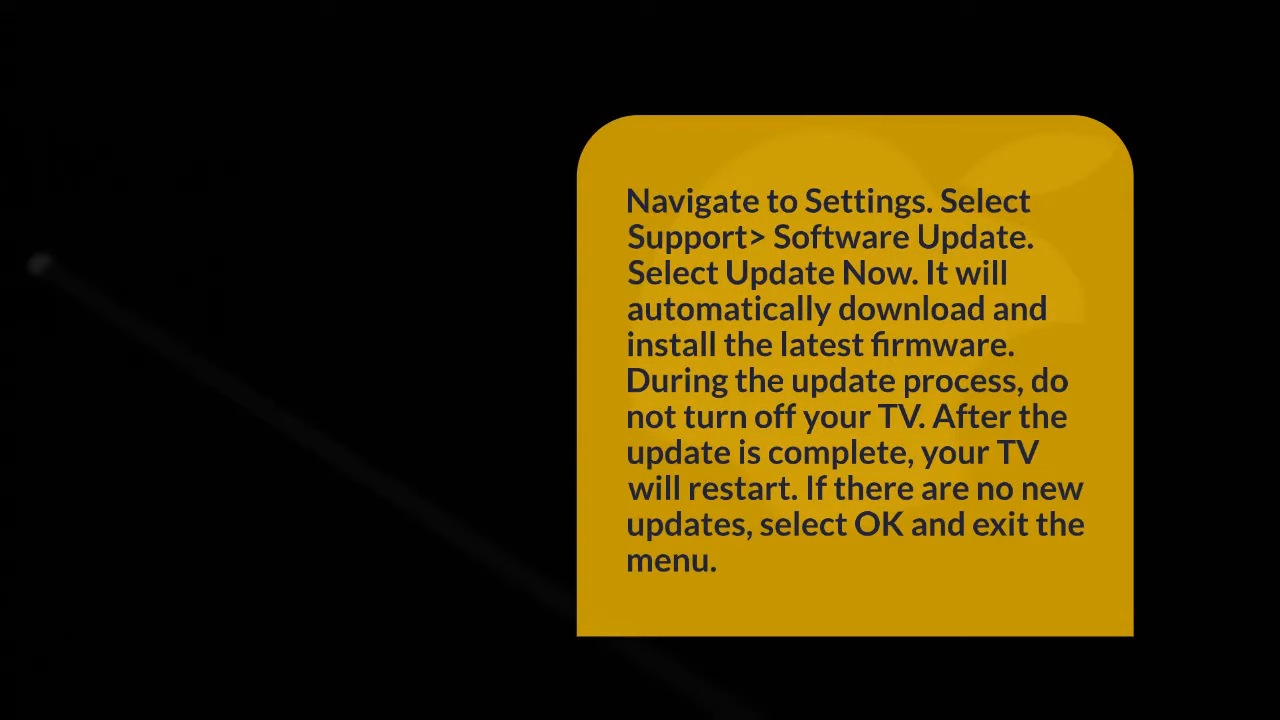 Navigate to Settings. Select
Support> Software Update.
Select Update Now. It will
automatically download and
install the latest firmware.
During the update process, do
not turn off your TV. After the
update is complete, your TV
will restart. If there are no new
updates, select OK and exit the
menu.